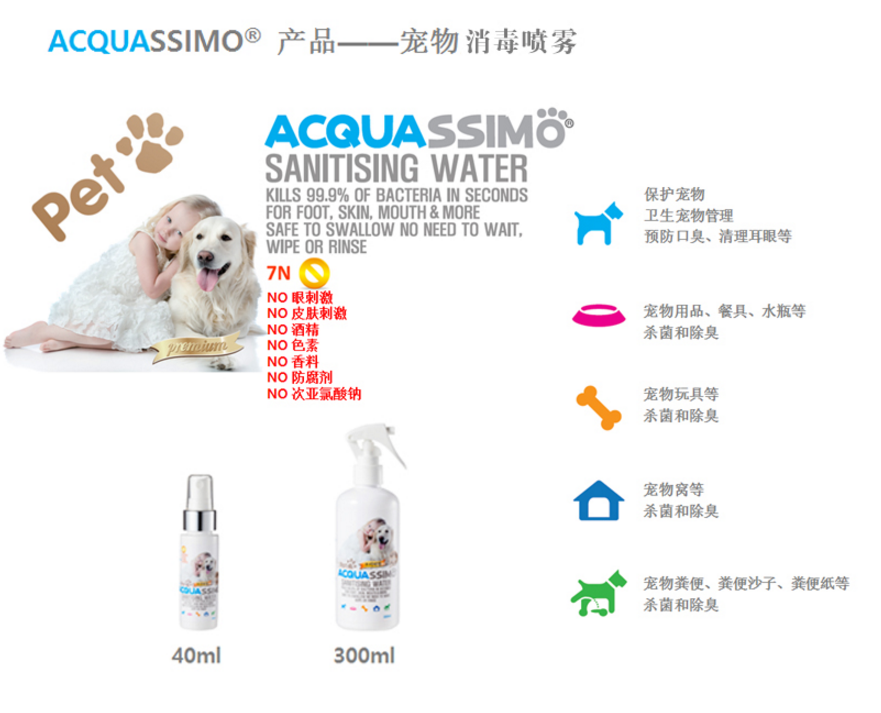 ACQUASSIMO® 产品——宠物 消毒喷雾
Pet
ACQUASSIMO®
SANITISING WATER
KILLS 99.9% OF BACTERIA IN SECONDS
FOR FOOT, SKIN, MOUTH & MORE
SAFE TO SWALLOW NO NEED TO WAIT,
WIPE OR RINSE
premium
7N
NO 眼刺激
NO 皮肤刺激
NO 酒精
NO 色素
NO 香料
NO 防腐剂
NO 次亚氯酸钠
保护宠物
卫生宠物管理
预防口臭、清理耳眼等
宠物用品、餐具、水瓶等
杀菌和除臭
宠物玩具等
杀菌和除臭
宠物窝等
杀菌和除臭
宠物粪便、粪便沙子、粪便紙等
杀菌和除臭
ACQUASSIMO
SANITISING WATER
ACQUASSIMO
SANITISING WATER
40ml
300ml